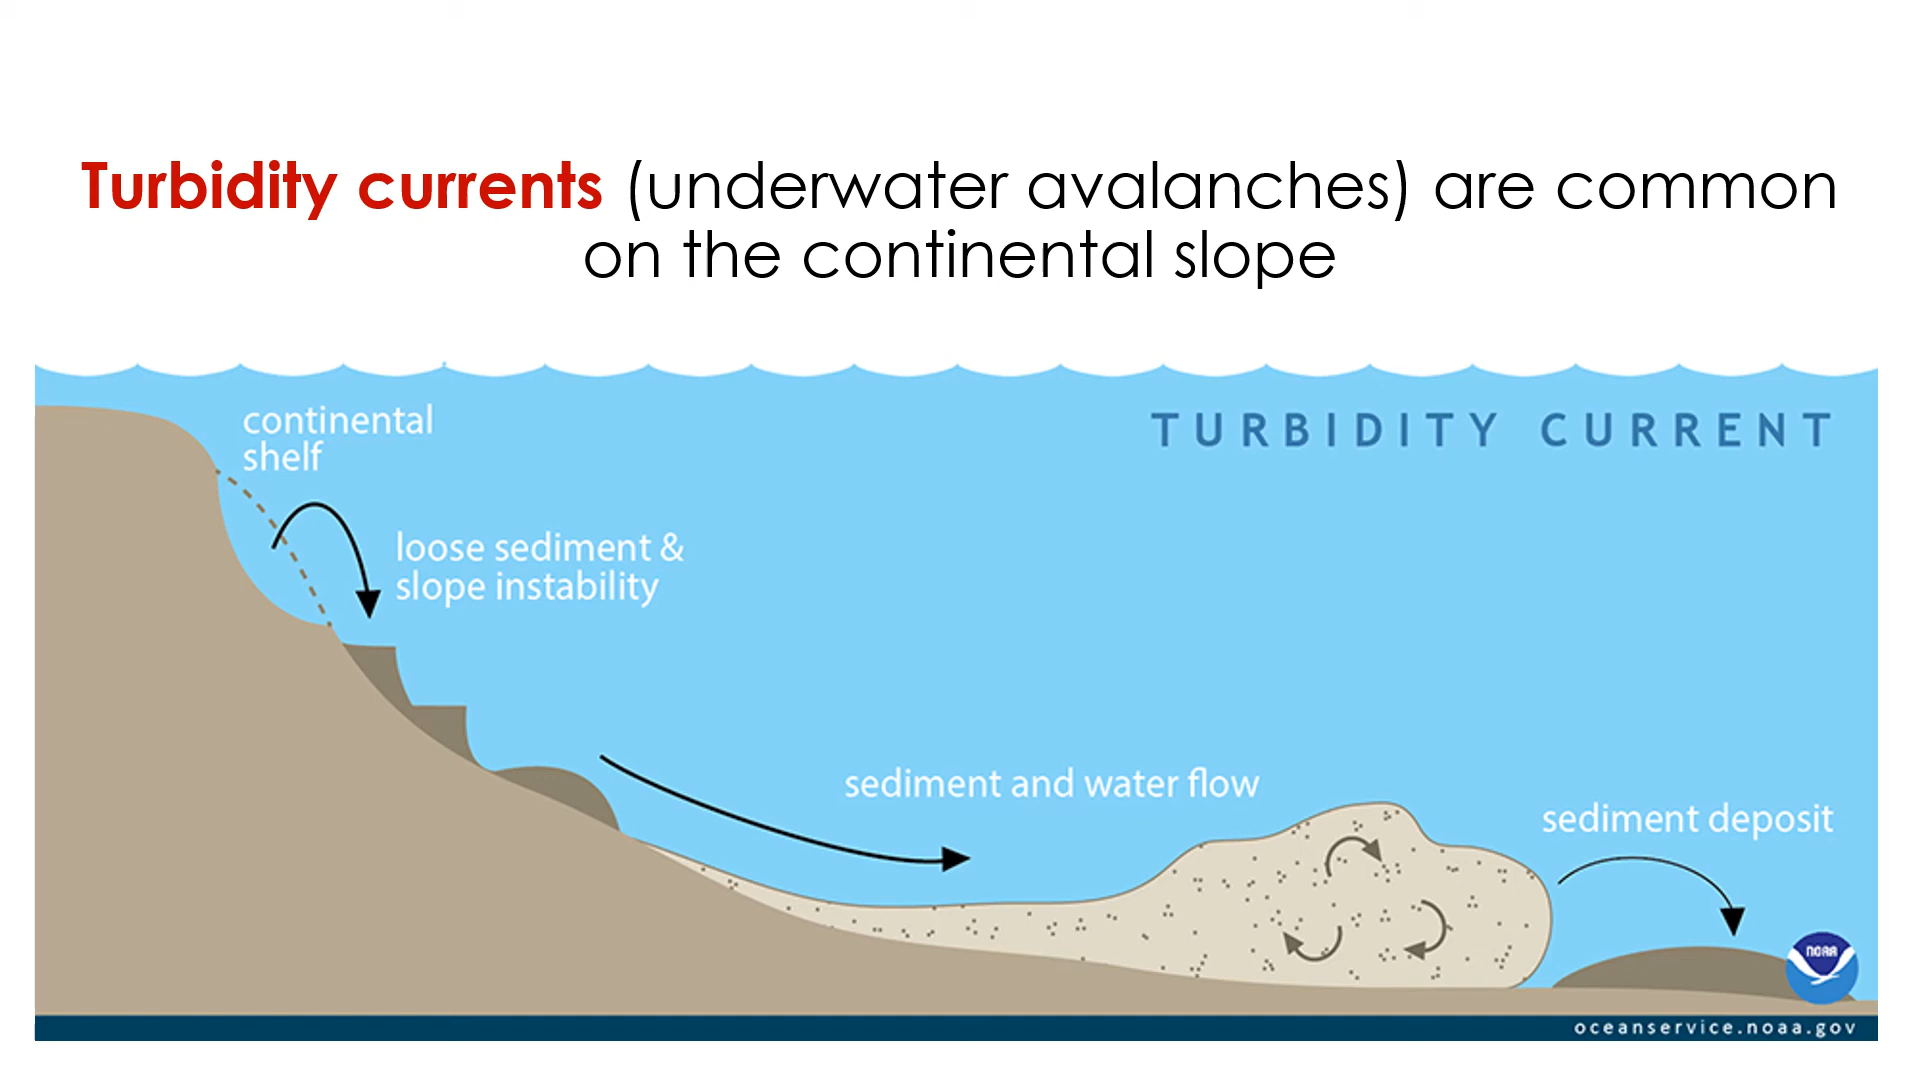 Turbidity currents (underwater avalanches) are common
on the continental slope
continental
shelf
TURBIDITY CURRENT
loose sediment &
slope instability
sediment and water flow
sediment deposit
NOAA
oceanservice.noaa.gov